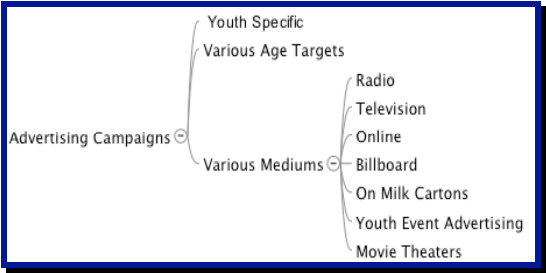 Youth Specific
Various Age Targets
Radio
Television
Online
Advertising Campaigns
Various Mediums
Billboard
On Milk Cartons
Youth Event Advertising
Movie Theaters